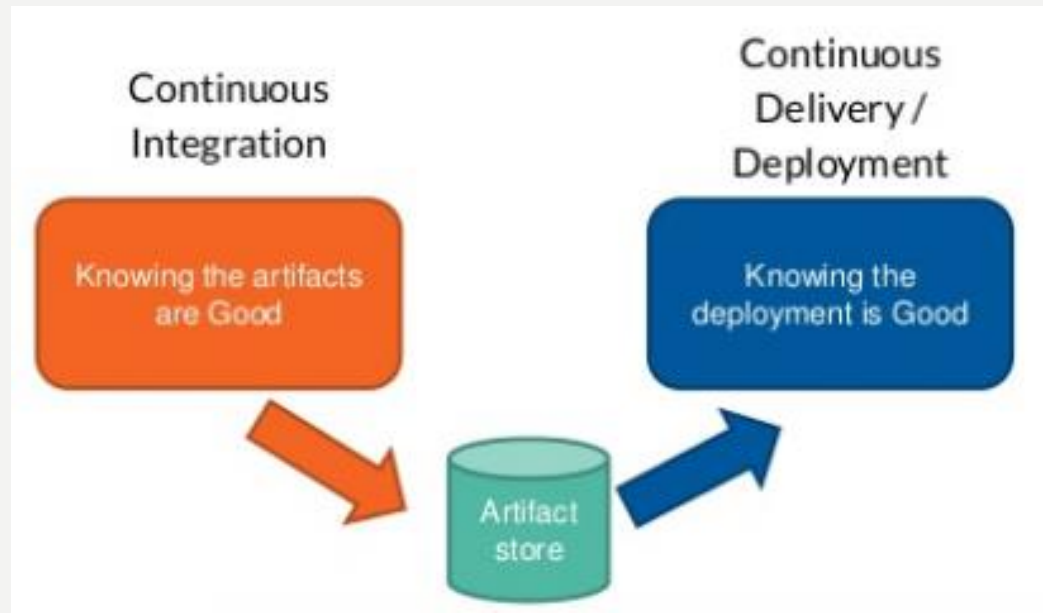 Continuous
Integration
Knowing the artifacts
are Good
Artifact
store
Continuous
Delivery /
Deployment
Knowing the
deployment is Good